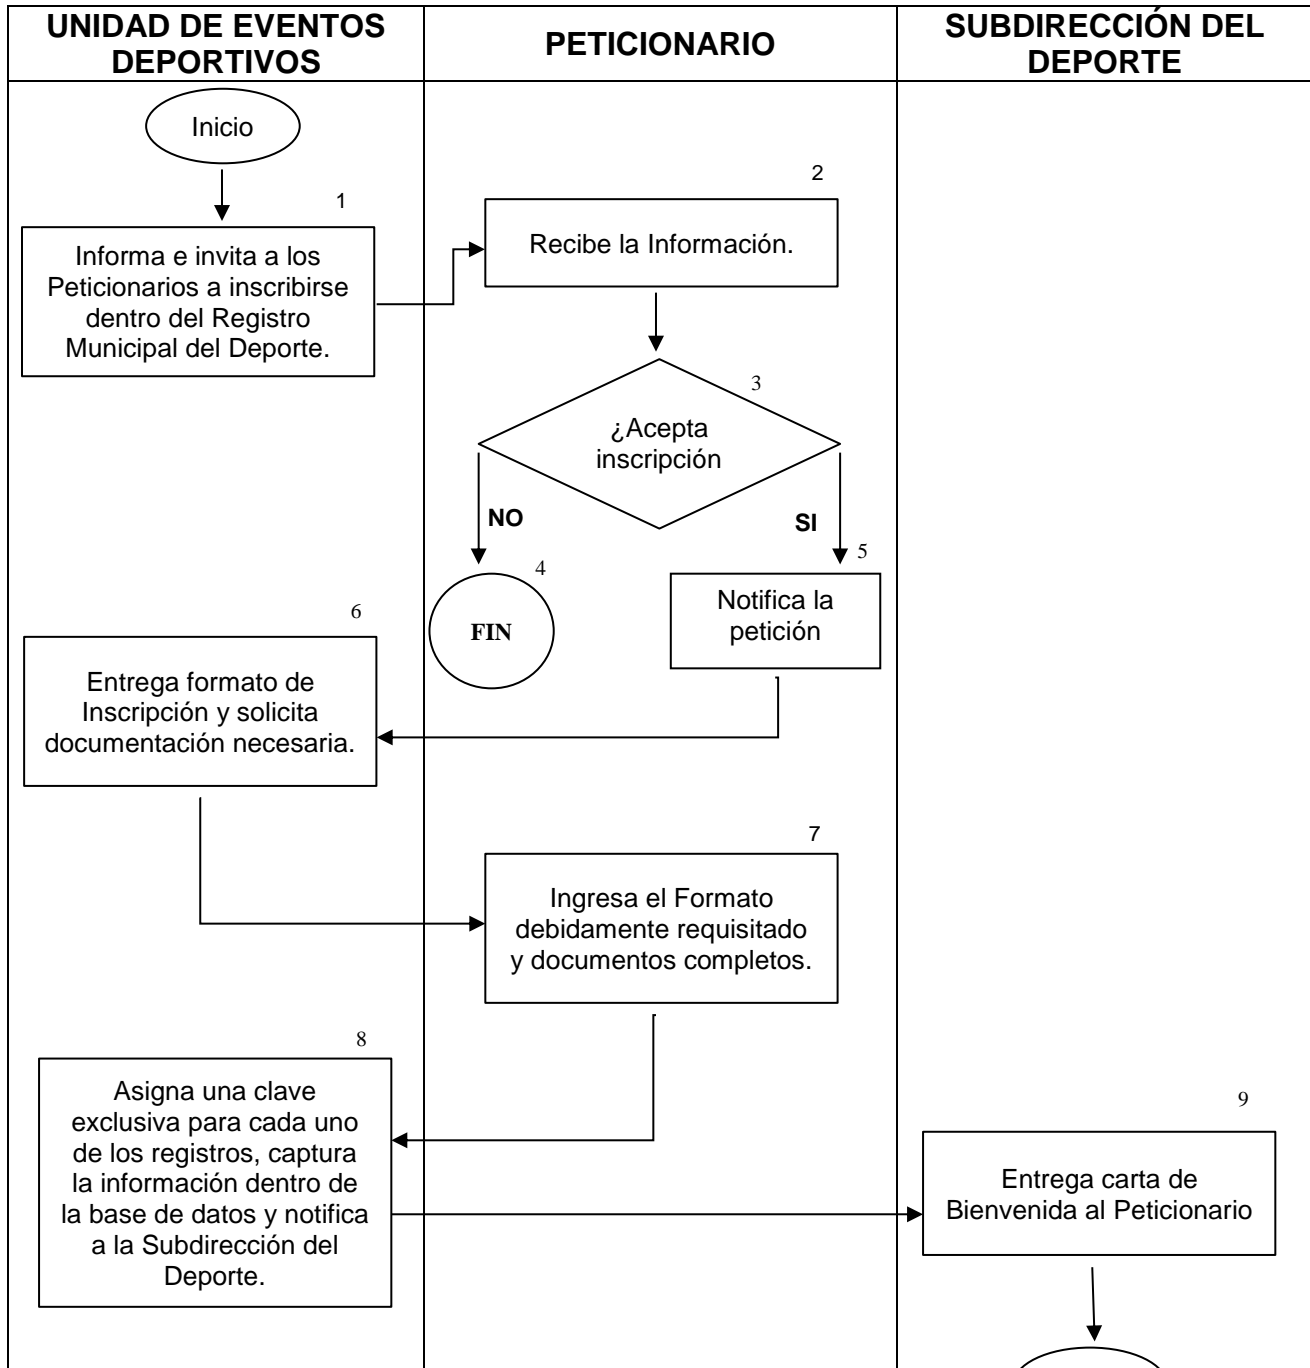 UNIDAD DE EVENTOS
DEPORTIVOS
PETICIONARIO
SUBDIRECCIÓN DEL
DEPORTE
Inicio
1
Informa e invita a los
Peticionarios a inscribirse
dentro del Registro
Municipal del Deporte.
2
Recibe la Información.
3
¿Acepta
inscripción
NO
SI
4
FIN
5
Notifica la
petición
6
Entrega formato de
Inscripción y solicita
documentación necesaria.
7
Ingresa el Formato
debidamente requisitado
y documentos completos.
8
Asigna una clave
exclusiva para cada uno
de los registros, captura
la información dentro de
la base de datos y notifica
a la Subdirección del
Deporte.
9
Entrega carta de
Bienvenida al Peticionario